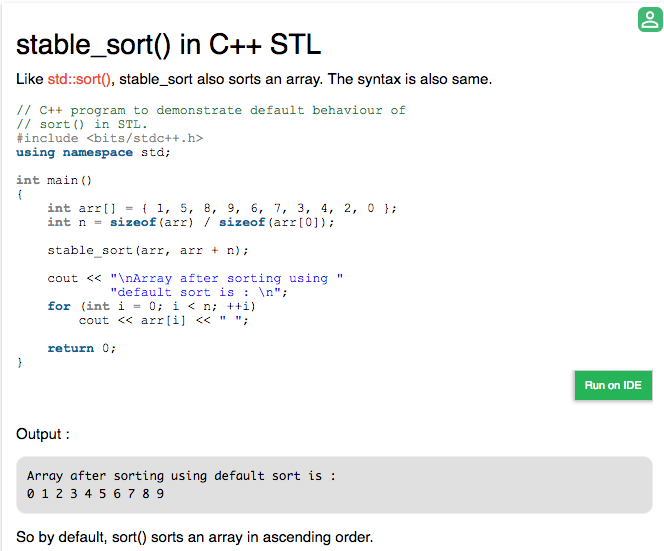 stable_sort() in C++ STL
Like std::sort(), stable_sort also sorts an array. The syntax is also same.
// C++ program to demonstrate default behaviour of
// sort() in STL.
#include <bits/stdc++.h>
using namespace std;
int main()
{
    int arr[] = { 1, 5, 8, 9, 6, 7, 3, 4, 2, 0 };
    int n = sizeof(arr) / sizeof(arr[0]);
    stable_sort(arr, arr + n);
    cout << "\nArray after sorting using "
            "default sort is : \n";
    for (int i = 0; i < n; ++i)
        cout << arr[i] << " ";
    return 0;
}
Run on IDE
Output :
Array after sorting using default sort is :
0 1 2 3 4 5 6 7 8 9
So by default, sort() sorts an array in ascending order.